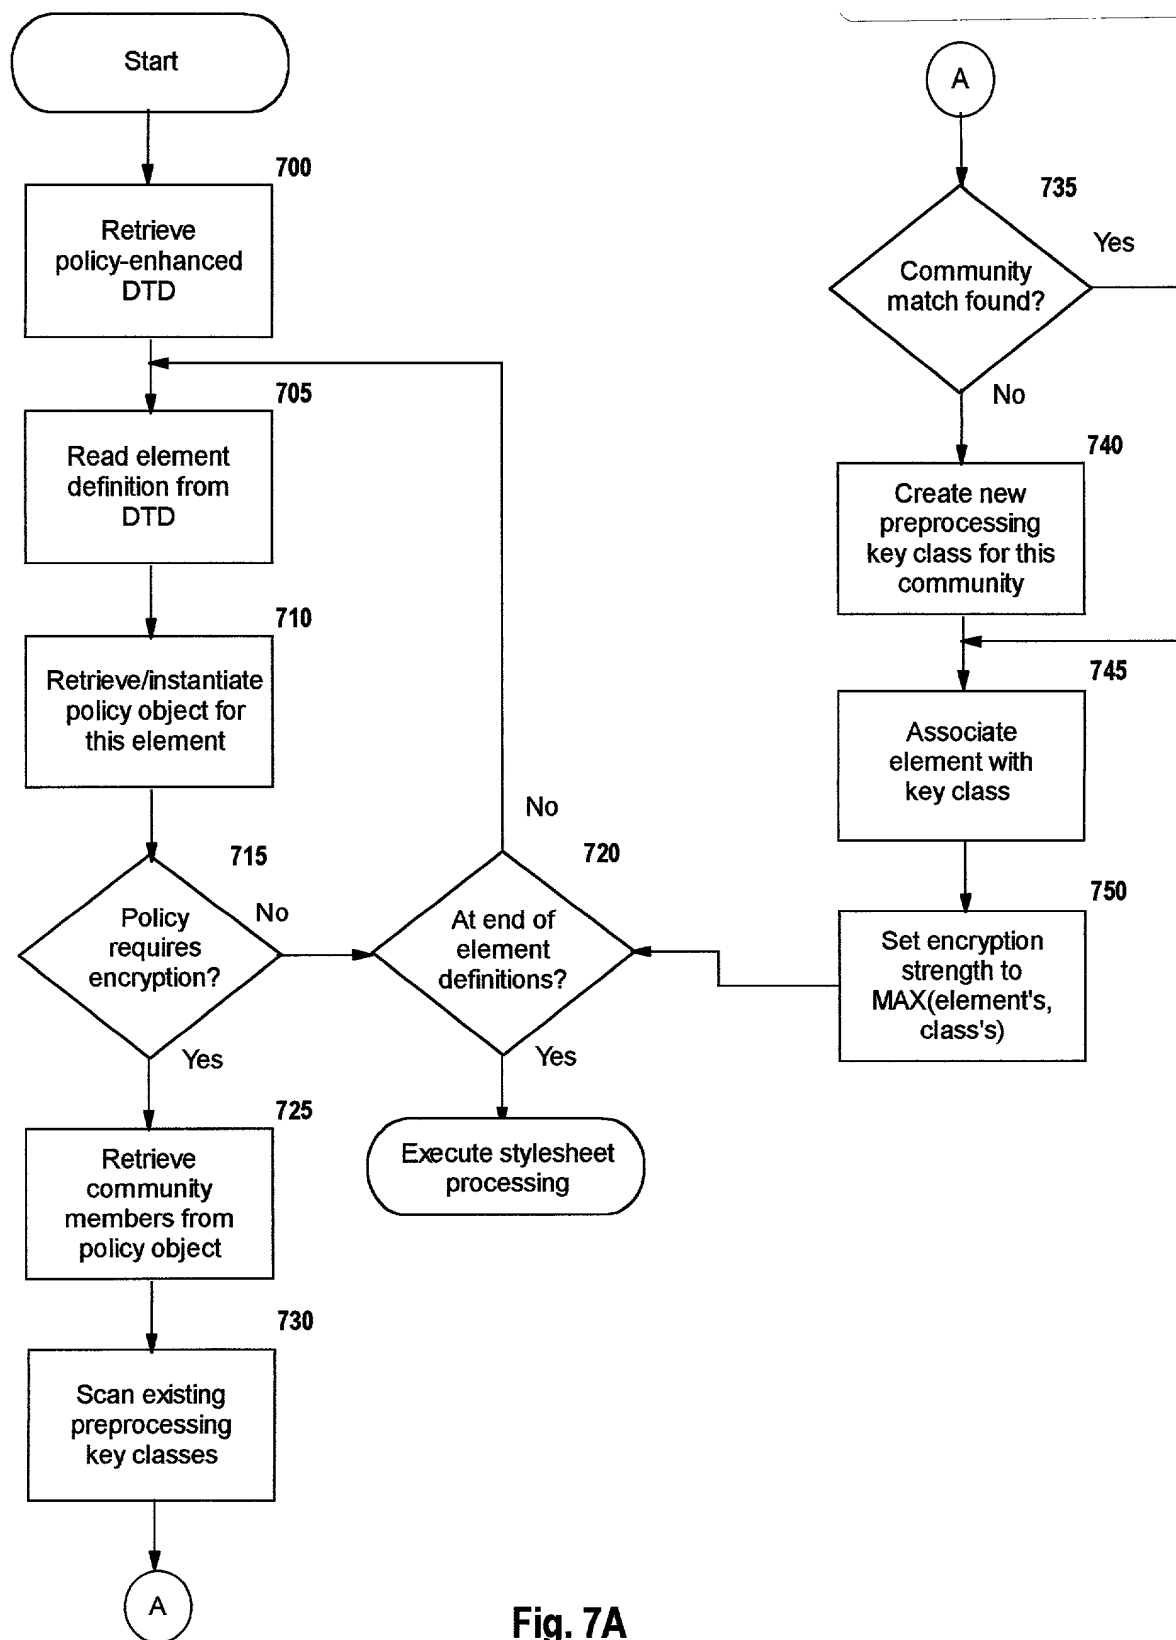 Start
700
Retrieve
policy-enhanced
DTD
705
Read element
definition from
DTD
710
Retrieve/instantiate
policy object for
this element
715
Policy
requires
encryption?
No
Yes
720
At end of
element
definitions?
No
Yes
Execute stylesheet
processing
725
Retrieve
community
members from
policy object
730
Scan existing
preprocessing
key classes
A
A
735
Community
match found?
Yes
No
740
Create new
preprocessing
key class for this
community
745
Associate
element with
key class
750
Set encryption
strength to
MAX(element's,
class's)
Fig. 7A